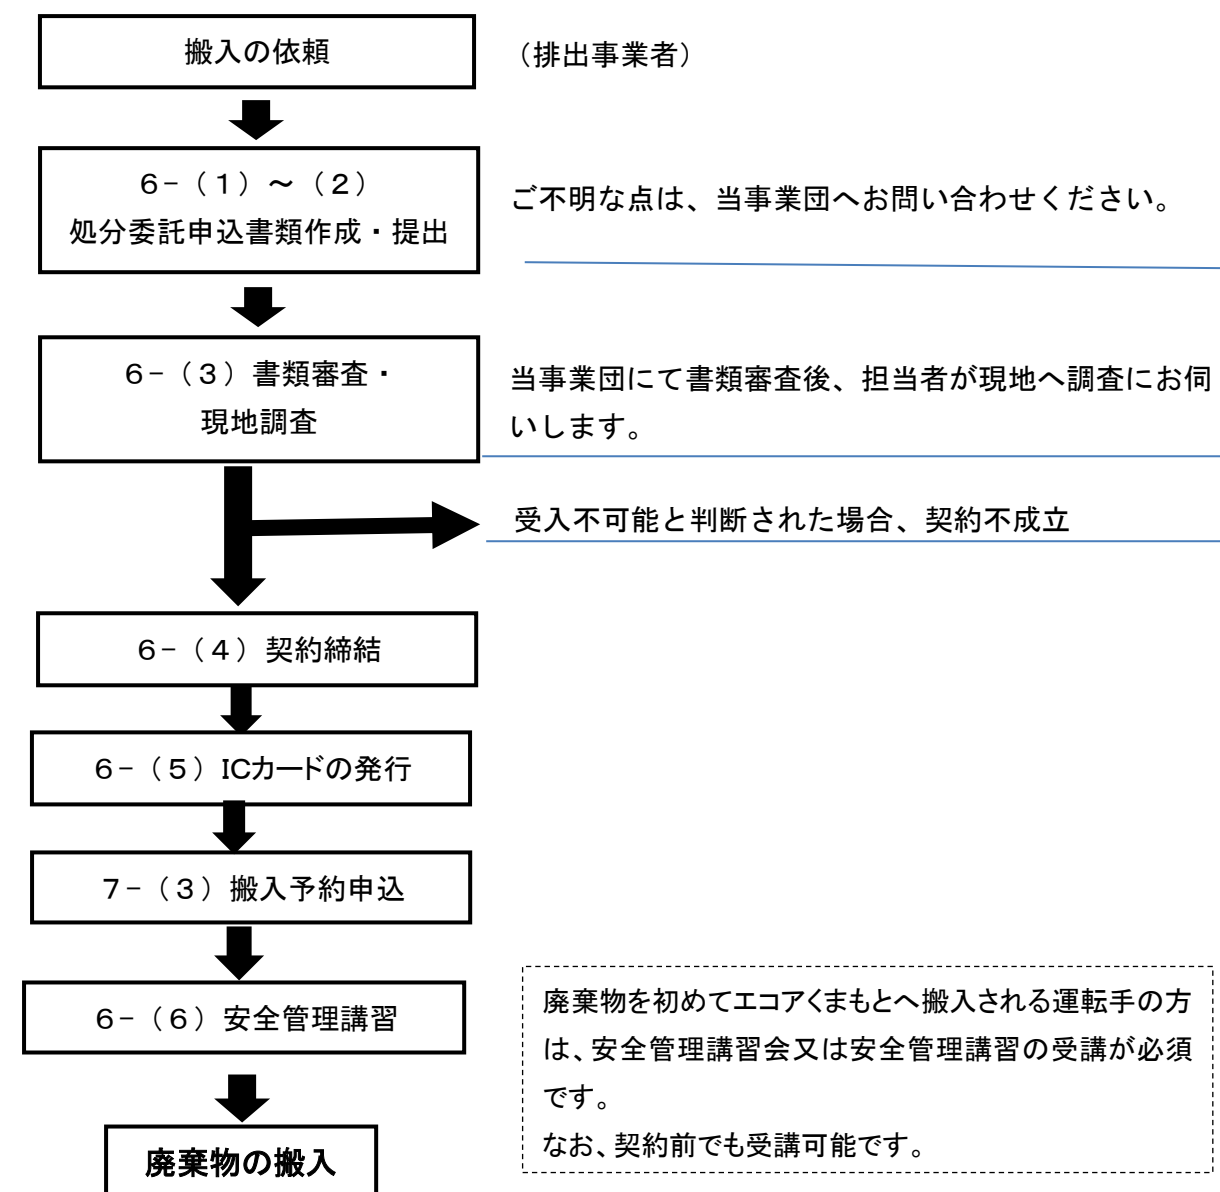 搬入の依頼
（排出事業者）
６－（１）～（２）
処分委託申込書類作成・提出
ご不明な点は、当事業団へお問い合わせください。
６－（３）書類審査・
現地調査
当事業団にて書類審査後、担当者が現地へ調査にお伺
いします。
受入不可能と判断された場合、契約不成立
６－（４）契約締結
６－（５）ICカードの発行
７－（３）搬入予約申込
６－（６）安全管理講習
廃棄物を初めてエコアくまもとへ搬入される運転手の方
は、安全管理講習会又は安全管理講習の受講が必須
です。
なお、契約前でも受講可能です。
廃棄物の搬入